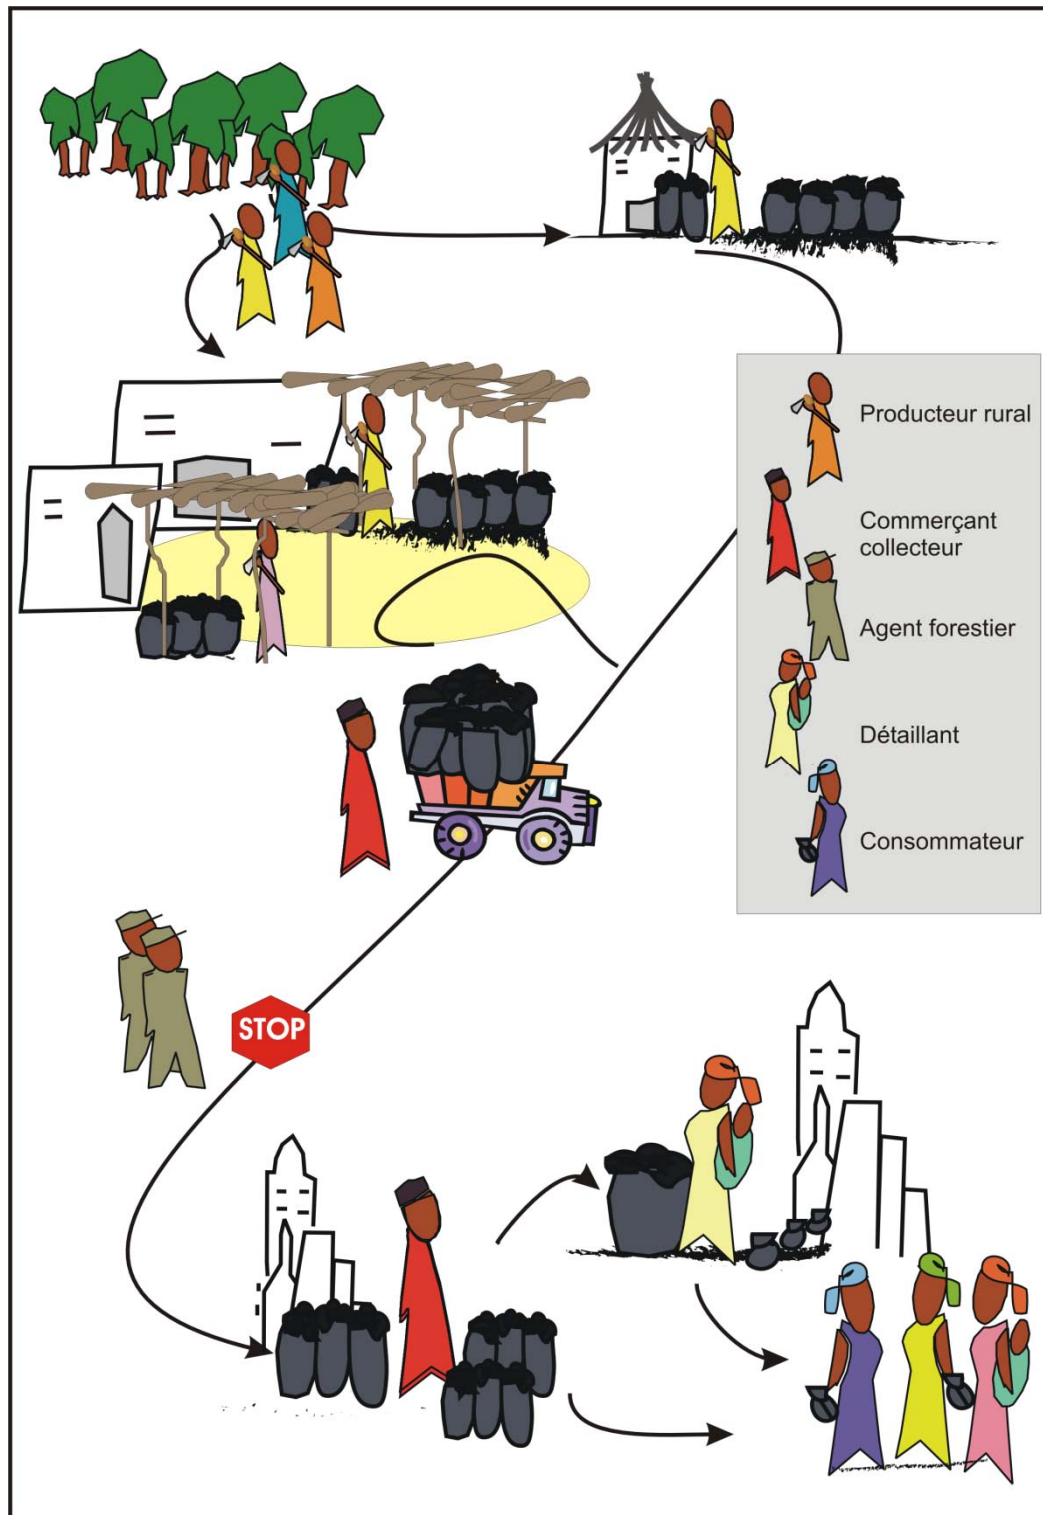 Producteur rural
Commerçant
collecteur
Agent forestier
Détaillant
Consommateur
STOP